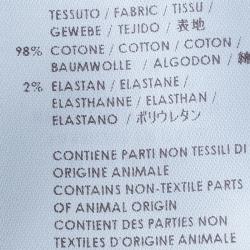 TESSUTO / FABRIC / TISSU /
GEWEBE / TEJIDO / 表地
98% COTONE / COTTON / COTON /
BAUMWOLLE / ALGODON / 綿
2% ELASTAN / ELASTANE /
ELASTHANNE / ELASTHAN /
ELASTANO / ポリウレタン
CONTIENE PARTI NON TESSILI DI
ORIGINE ANIMALE
CONTAINS NON-TEXTILE PARTS
OF ANIMAL ORIGIN
CONTIENT DES PARTIES NON
TEXTILES D'ORIGINE ANIMALE